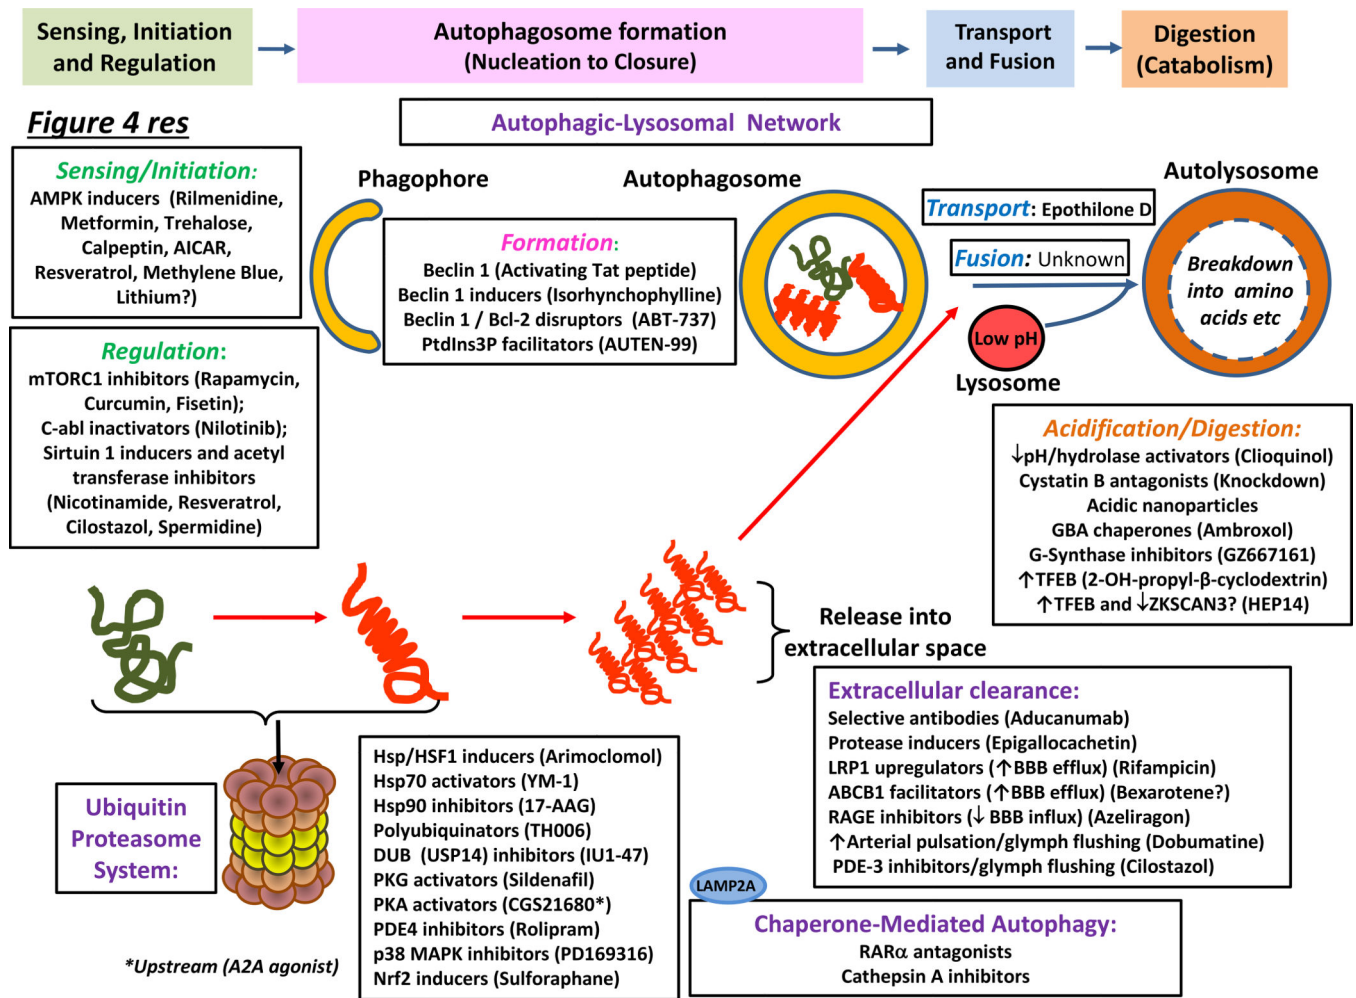 Sensing, Initiation
and Regulation
Autophagosome formation
(Nucleation to Closure)
Transport
and Fusion
Digestion
(Catabolism)
Figure 4 res
Autophagic-Lysosomal Network
Sensing/Initiation:
AMPK inducers (Rilmenidine,
Metformin, Trehalose,
Calpeptin, AICAR,
Resveratrol, Methylene Blue,
Lithium?)
Phagophore
Autophagosome
Autolysosome
Formation:
Beclin 1 (Activating Tat peptide)
Beclin 1 inducers (Isorhynchophylline)
Beclin 1 / Bcl-2 disruptors (ABT-737)
PtdIns3P facilitators (AUTEN-99)
Transport: Epothilone D
Fusion: Unknown
Breakdown
into amino
acids etc
Low pH
Lysosome
Regulation:
mTORC1 inhibitors (Rapamycin,
Curcumin, Fisetin);
C-abl inactivators (Nilotinib);
Sirtuin 1 inducers and acetyl
transferase inhibitors
(Nicotinamide, Resveratrol,
Cilostazol, Spermidine)
Acidification/Digestion:
↓pH/hydrolase activators (Clioquinol)
Cystatin B antagonists (Knockdown)
Acidic nanoparticles
GBA chaperones (Ambroxol)
G-Synthase inhibitors (GZ667161)
↑TFEB (2-OH-propyl-β-cyclodextrin)
↑TFEB and ↓ZKSCAN3? (HEP14)
Release into
extracellular space
Extracellular clearance:
Selective antibodies (Aducanumab)
Protease inducers (Epigallocachetin)
LRP1 upregulators (↑BBB efflux) (Rifampicin)
ABCB1 facilitators (↑BBB efflux) (Bexarotene?)
RAGE inhibitors (↓ BBB influx) (Azeliragon)
↑Arterial pulsation/glymph flushing (Dobumatine)
PDE-3 inhibitors/glymph flushing (Cilostazol)
Ubiquitin
Proteasome
System:
Hsp/HSF1 inducers (Arimoclomol)
Hsp70 activators (YM-1)
Hsp90 inhibitors (17-AAG)
Polyubiquinators (TH006)
DUB (USP14) inhibitors (IU1-47)
PKG activators (Sildenafil)
PKA activators (CGS21680*)
PDE4 inhibitors (Rolipram)
p38 MAPK inhibitors (PD169316)
Nrf2 inducers (Sulforaphane)
*Upstream (A2A agonist)
LAMP2A
Chaperone-Mediated Autophagy:
RARα antagonists
Cathepsin A inhibitors